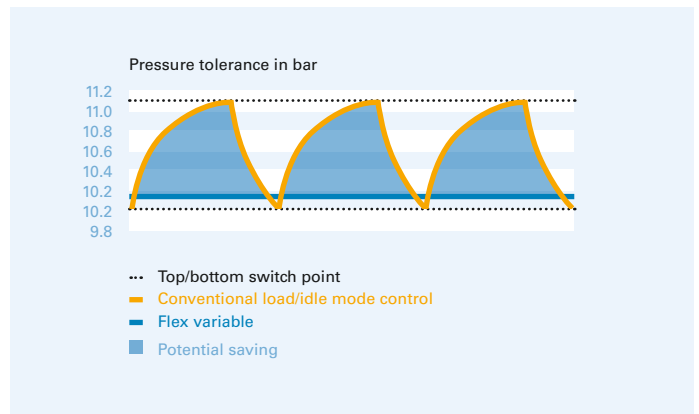 Pressure tolerance in bar
11.2
11.0
10.8
10.6
10.4
10.2
10.2
9.8
Top/bottom switch point
Conventional load/idle mode control
Flex variable
Potential saving